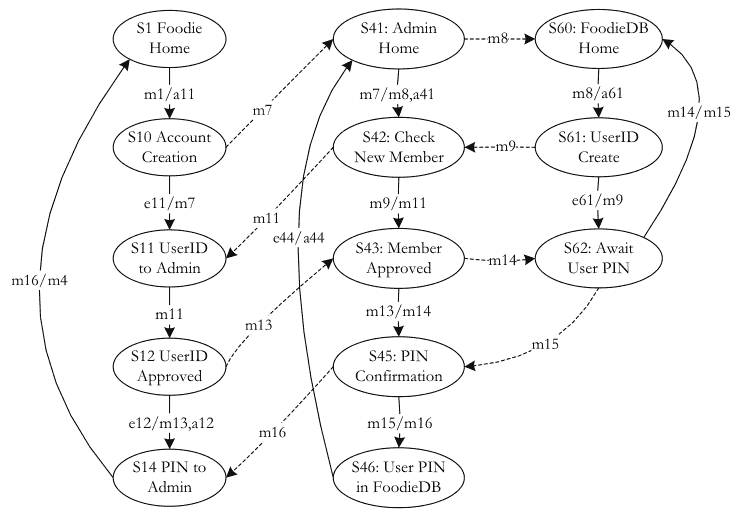 S1 Foodie
Home
S41: Admin
Home
m8
S60: FoodieDB
Home
m1/a11
m7
m7/m8,a41
m8/a61
m14/m15
S10 Account
Creation
S42: Check
New Member
m9
S61: UserID
Create
e11/m7
m11
m9/m11
e61/m9
e44/a44
S11 UserID
to Admin
S43: Member
Approved
m14
S62: Await
User PIN
m16/m4
m11
m13
m13/m14
m15
S12 UserID
Approved
S45: PIN
Confirmation
e12/m13,a12
m16
m15/m16
S14 PIN to
Admin
S46: User PIN
in FoodieDB